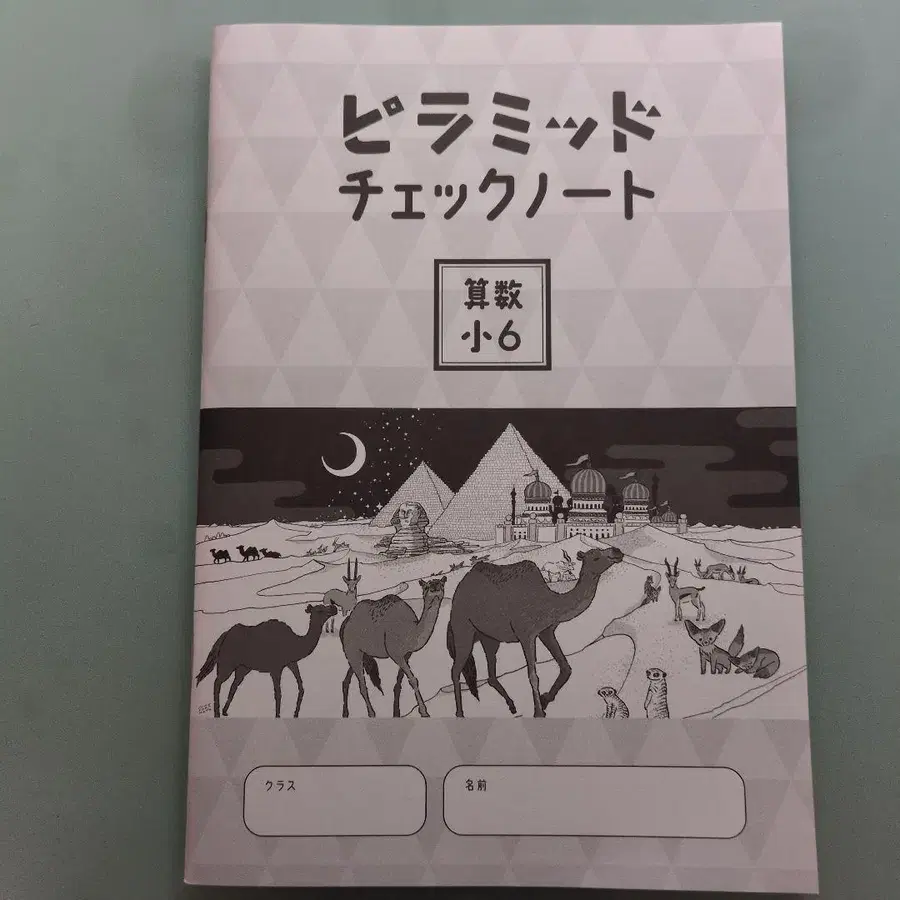 ピラミッド
チェックノート
算数
小6
クラス
名前